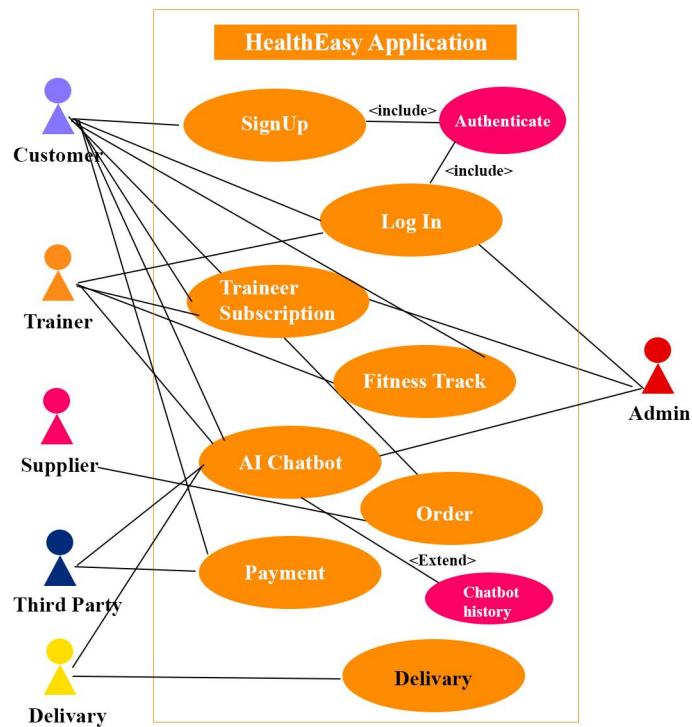 HealthEasy Application
SignUp
<include>
Authenticate
Customer
<include>
Log In
Traineer
Subscription
Trainer
Fitness Track
Admin
AI Chatbot
Supplier
Order
<Extend>
Payment
Chatbot
history
Third Party
Delivary
Delivary